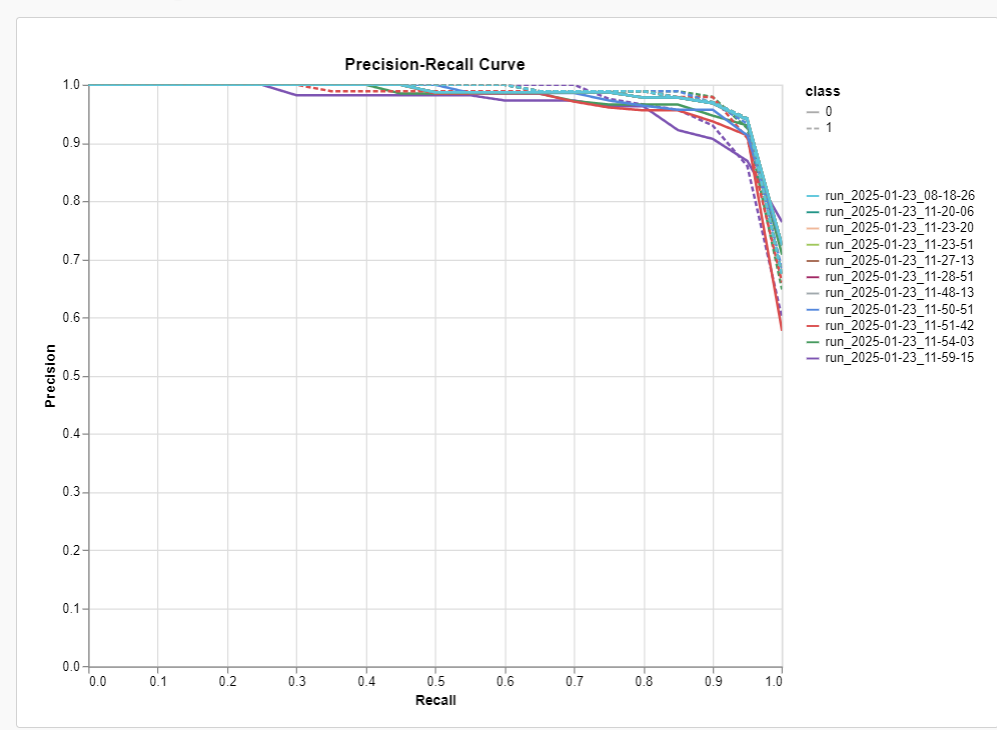 Precision-Recall Curve
class
0
1
run_2025-01-23_08-18-26
run_2025-01-23_11-20-06
run_2025-01-23_11-23-20
run_2025-01-23_11-23-51
run_2025-01-23_11-27-13
run_2025-01-23_11-28-51
run_2025-01-23_11-48-13
run_2025-01-23_11-50-51
run_2025-01-23_11-51-42
run_2025-01-23_11-54-03
run_2025-01-23_11-59-15
Precision
1.0
0.9
0.8
0.7
0.6
0.5
0.4
0.3
0.2
0.1
0.0
0.0 0.1 0.2 0.3 0.4 0.5 0.6 0.7 0.8 0.9 1.0
Recall